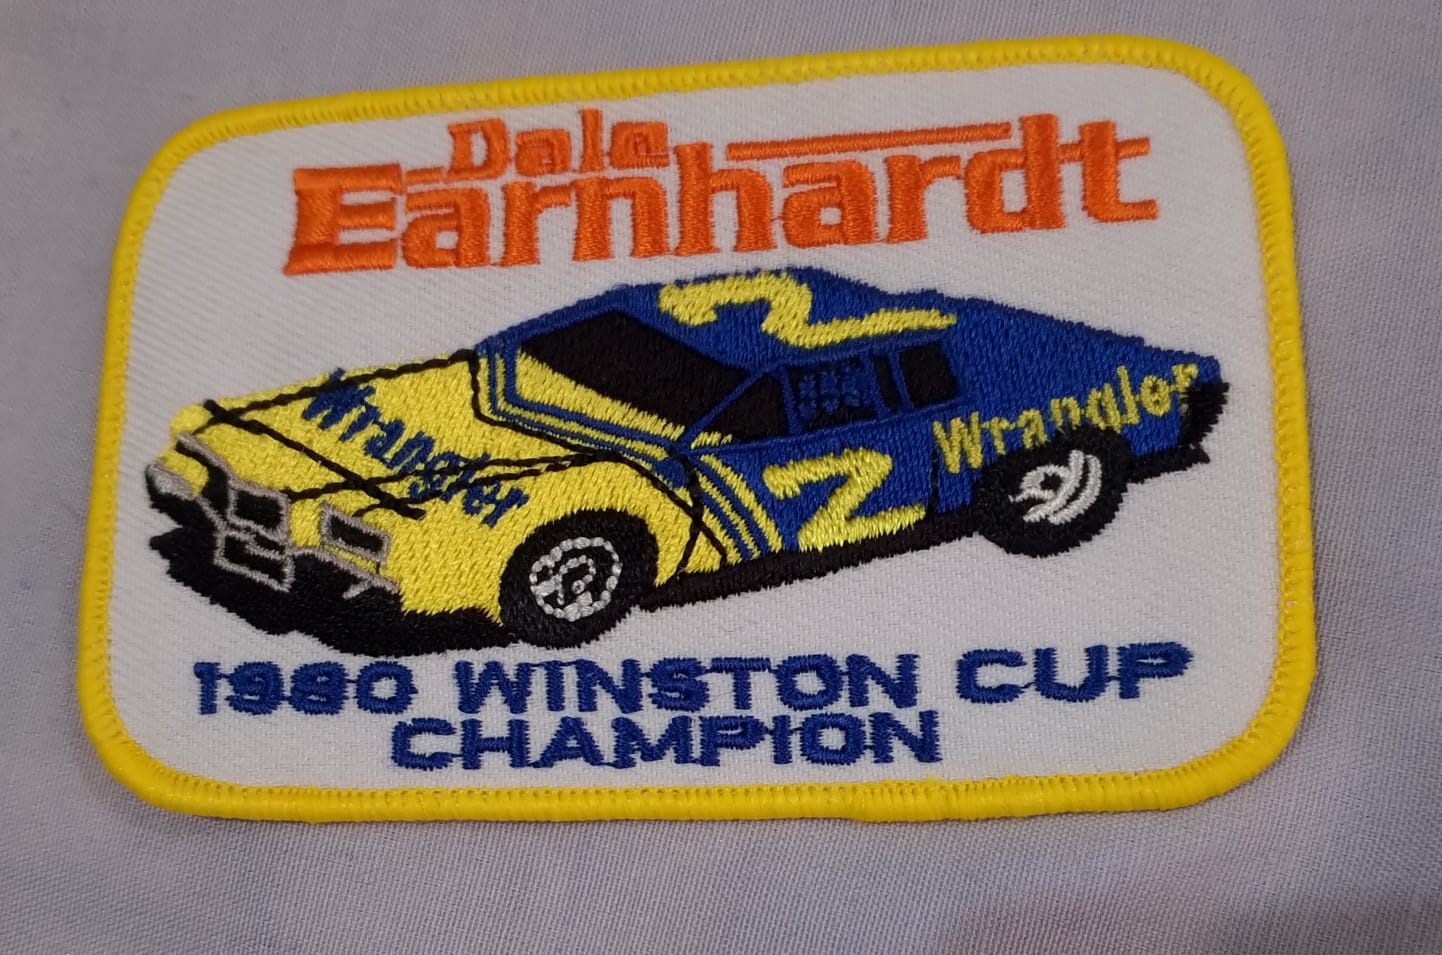 Dale
Earnhardt
2
Wrangler
2
Wrangler
1980 WINSTON CUP
CHAMPION